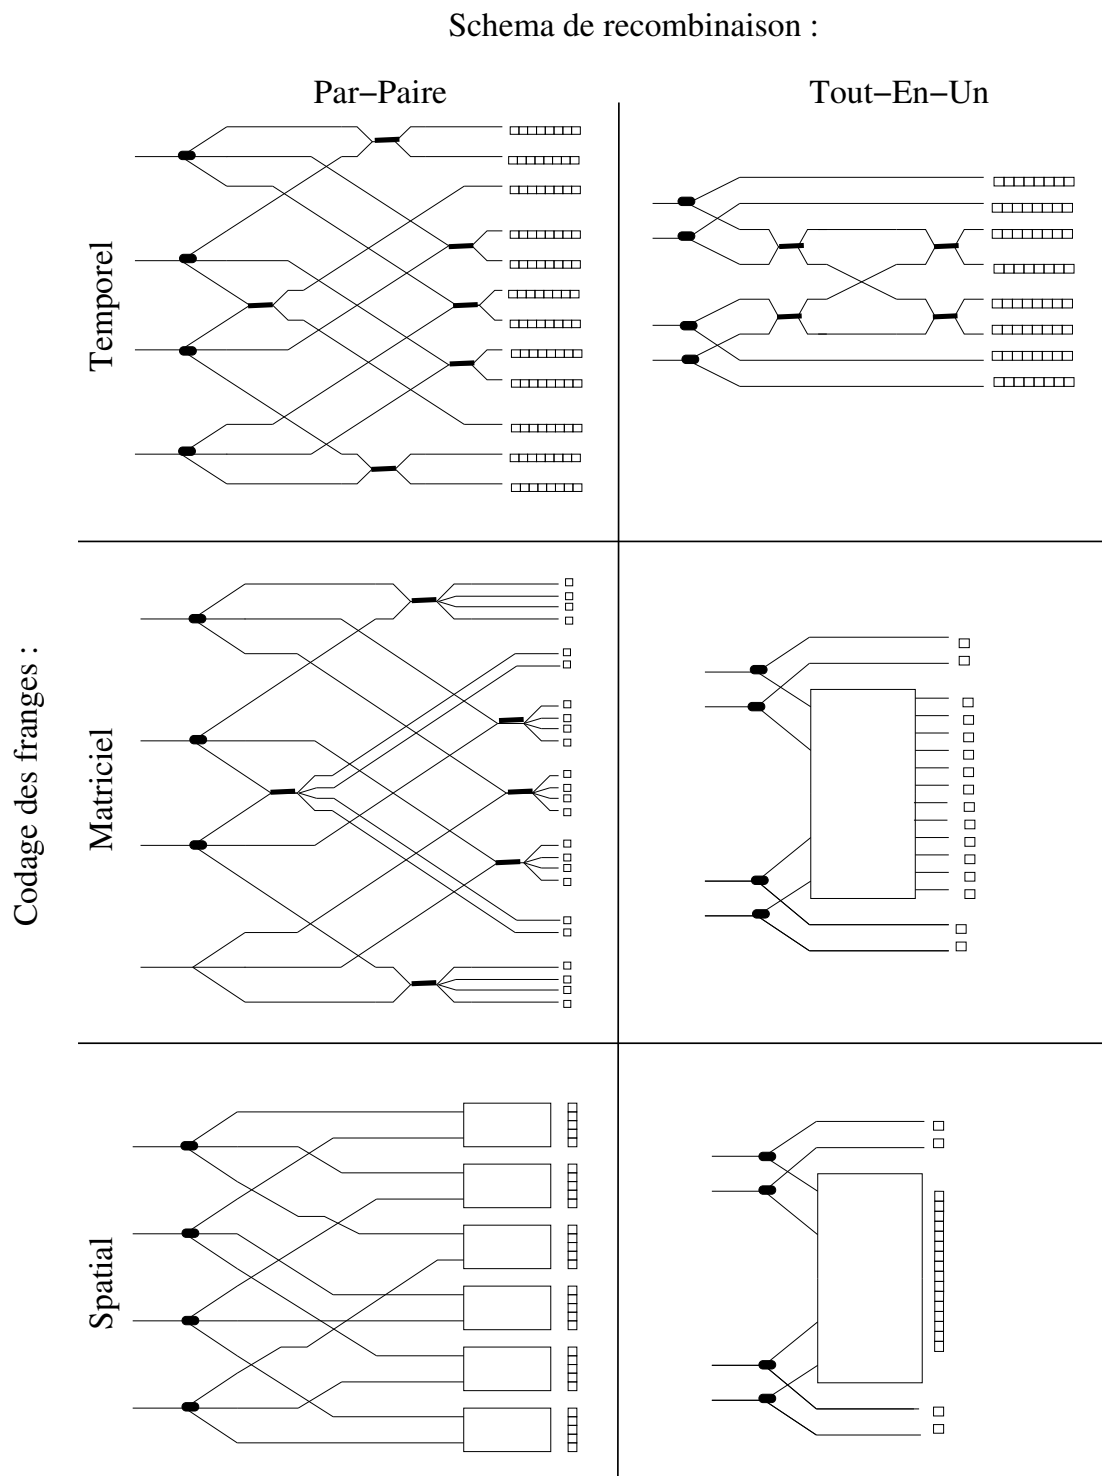 Schema de recombinaison :
Par−Paire
Tout−En−Un
Codage des franges :
Temporel
Matriciel
Spatial